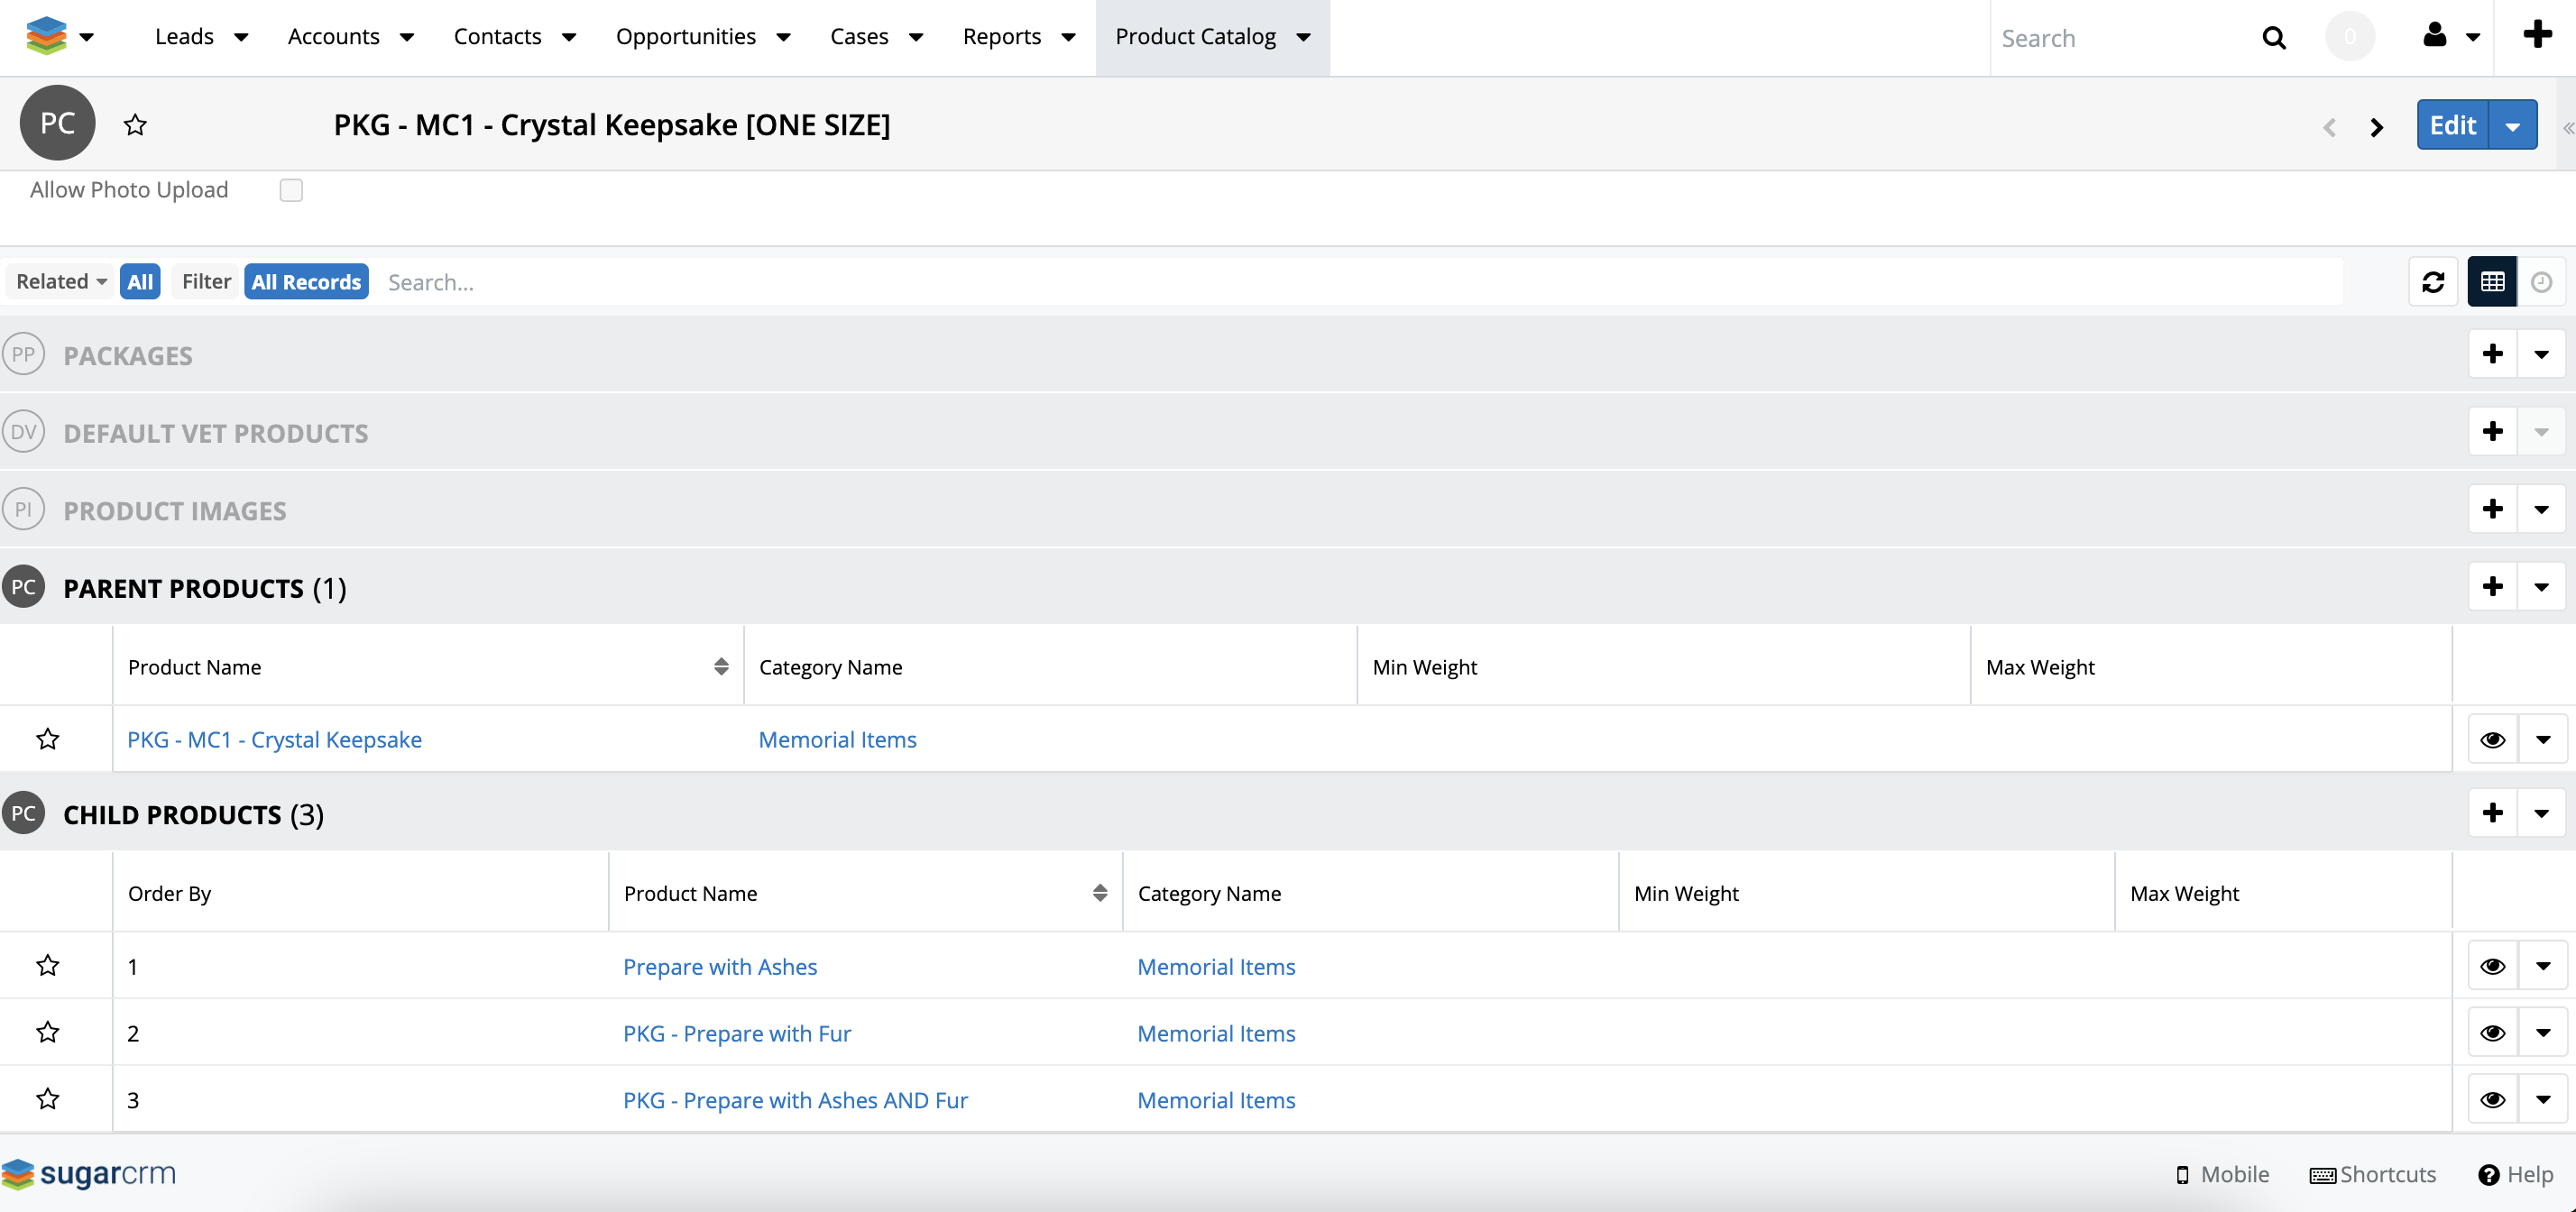 Leads Accounts Contacts Opportunities Cases Reports Product Catalog Search 0
PC PKG - MC1 - Crystal Keepsake [ONE SIZE] Edit
Allow Photo Upload
Related All Filter All Records Search...
PP PACKAGES
DV DEFAULT VET PRODUCTS
PI PRODUCT IMAGES
PC PARENT PRODUCTS (1)
Product Name Category Name Min Weight Max Weight
PKG - MC1 - Crystal Keepsake Memorial Items
PC CHILD PRODUCTS (3)
Order By Product Name Category Name Min Weight Max Weight
1 Prepare with Ashes Memorial Items
2 PKG - Prepare with Fur Memorial Items
3 PKG - Prepare with Ashes AND Fur Memorial Items
sugarcrm Mobile Shortcuts Help